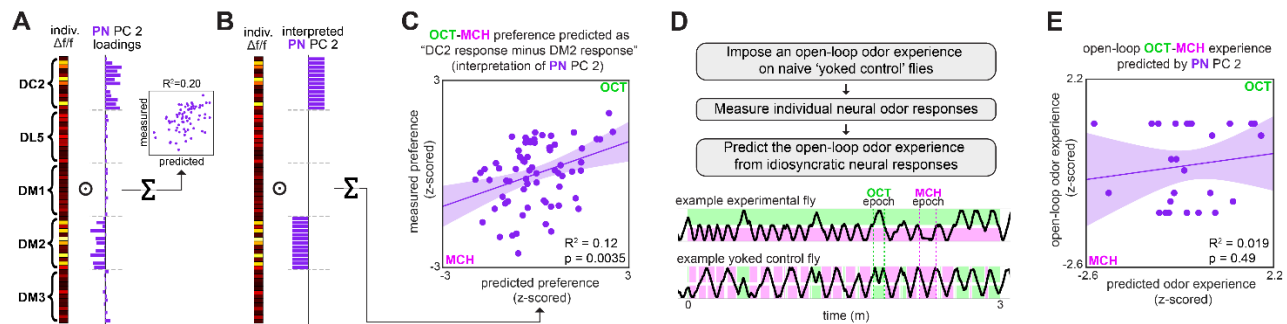 A
indiv.
Δf/f
PN PC 2
loadings
DC2
DL5
DM1
DM2
DM3
R²=0.20
measured
predicted
⊙
Σ
B
indiv.
Δf/f
interpreted
PN PC 2
⊙
Σ
C
OCT-MCH preference predicted as
“DC2 response minus DM2 response”
(interpretation of PN PC 2)
3
OCT
measured preference
(z-scored)
R² = 0.12
p = 0.0035
MCH
-3
-3
3
predicted preference
(z-scored)
D
Impose an open-loop odor experience
on naive ‘yoked control’ flies
Measure individual neural odor responses
Predict the open-loop odor experience
from idiosyncratic neural responses
OCT
epoch
MCH
epoch
example experimental fly
example yoked control fly
0
time (m)
3
E
open-loop OCT-MCH experience
predicted by PN PC 2
2.2
OCT
open-loop odor experience
(z-scored)
R² = 0.019
p = 0.49
MCH
-2.6
-2.6
2.2
predicted odor experience
(z-scored)